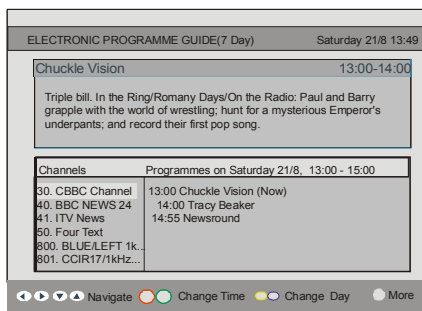 ELECTRONIC PROGRAMME GUIDE(7 Day) Saturday 21/8 13:49
Chuckle Vision 13:00-14:00
Triple bill. In the Ring/Romany Days/On the Radio: Paul and Barry
grapple with the world of wrestling; hunt for a mysterious Emperor's
underpants; and record their first pop song.
Channels Programmes on Saturday 21/8, 13:00 - 15:00
30. CBBC Channel 13:00 Chuckle Vision (Now)
40. BBC NEWS 24 14:00 Tracy Beaker
41. ITV News 14:55 Newsround
50. Four Text
800. BLUE/LEFT 1k..
801. CCIR17/1kHz...
Navigate Change Time Change Day More